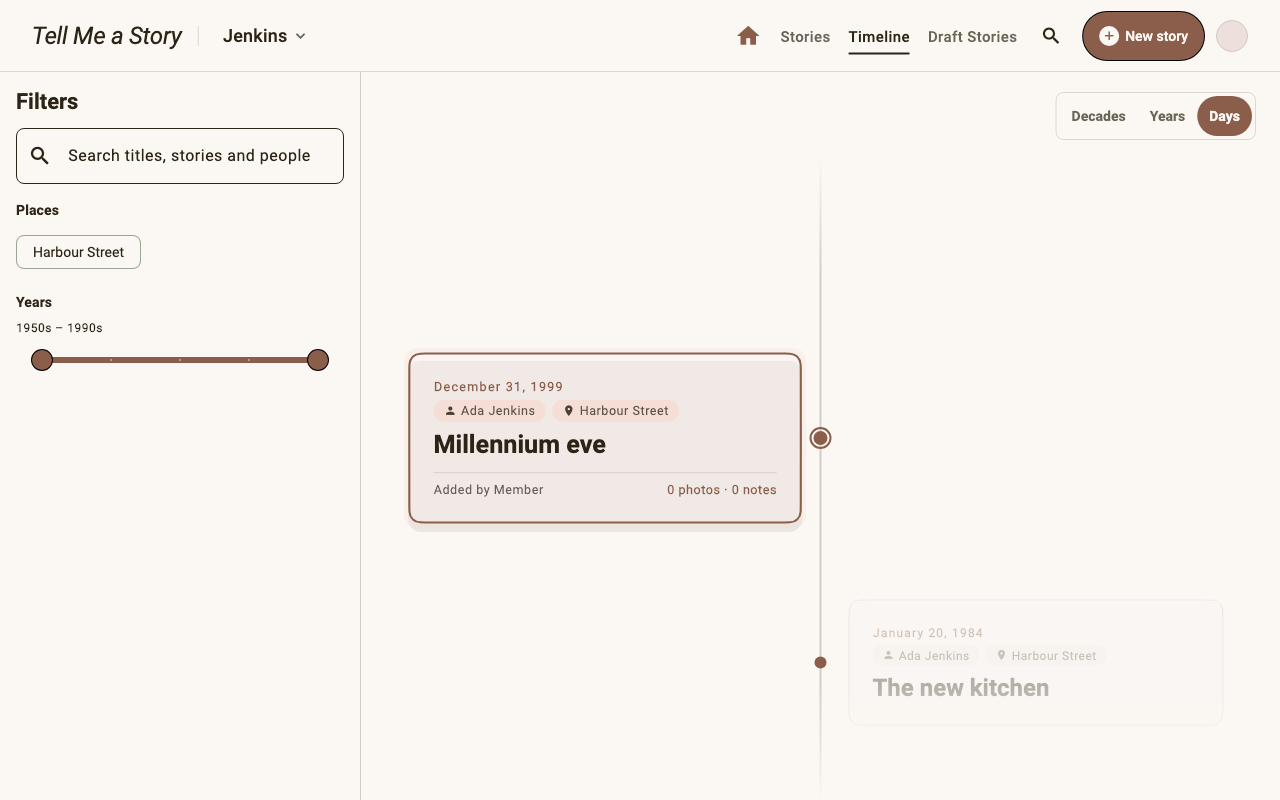 Tell Me a Story
Jenkins
Stories
Timeline
Draft Stories
New story
Filters
Search titles, stories and people
Places
Harbour Street
Years
1950s – 1990s
Decades
Years
Days
December 31, 1999
Ada Jenkins
Harbour Street
Millennium eve
Added by Member
0 photos · 0 notes
January 20, 1984
Ada Jenkins
Harbour Street
The new kitchen